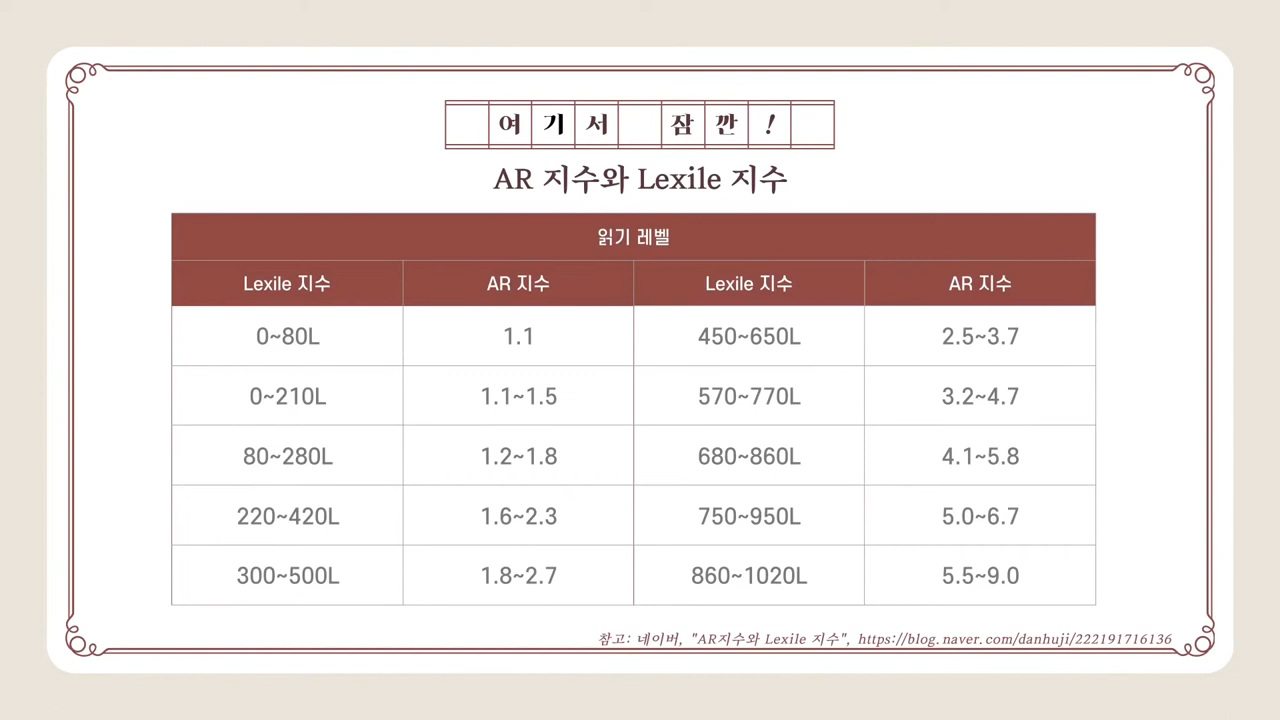 여기서 잠깐!
AR 지수와 Lexile 지수
읽기 레벨
Lexile 지수 AR 지수 Lexile 지수 AR 지수
0~80L 1.1 450~650L 2.5~3.7
0~210L 1.1~1.5 570~770L 3.2~4.7
80~280L 1.2~1.8 680~860L 4.1~5.8
220~420L 1.6~2.3 750~950L 5.0~6.7
300~500L 1.8~2.7 860~1020L 5.5~9.0
참고: 네이버, "AR지수와 Lexile 지수", https://blog.naver.com/danhuji/222191716136